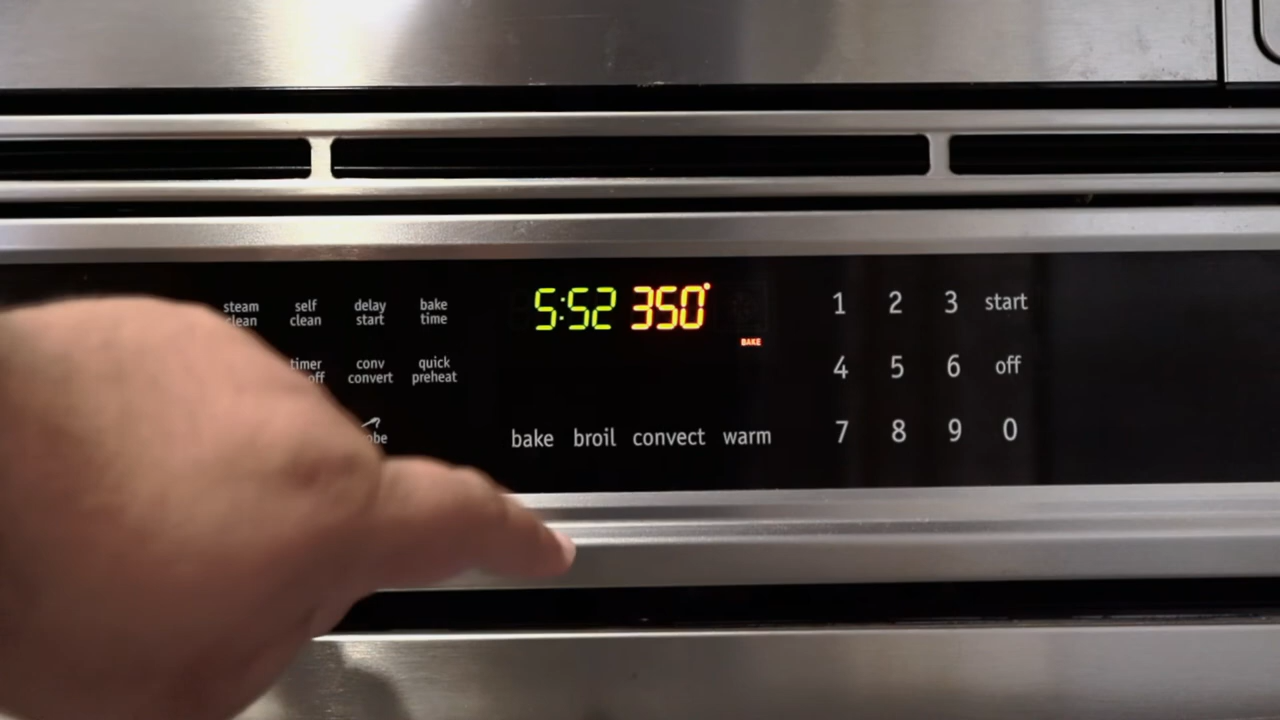 5:52 350°
BAKE
steam clean
self clean
delay start
bake time
timer
conv convert
quick preheat
bake broil convect warm
1 2 3 start
4 5 6 off
7 8 9 0